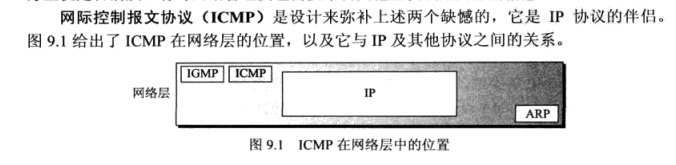 网际控制报文协议（ICMP）是设计来弥补上述两个缺憾的，它是 IP 协议的伴侣。
图 9.1 给出了 ICMP 在网络层的位置，以及它与 IP 及其他协议之间的关系。
IGMP ICMP
网络层 IP
ARP
图 9.1 ICMP 在网络层中的位置